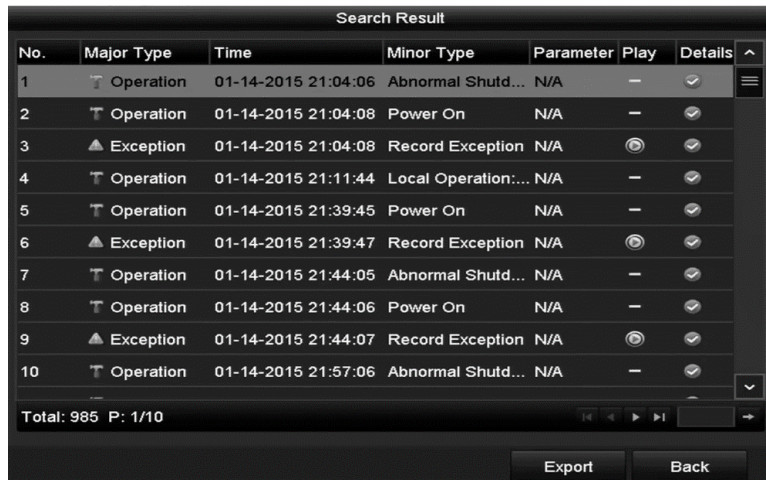 Search Result
No. Major Type Time Minor Type Parameter Play Details
1 Operation 01-14-2015 21:04:06 Abnormal Shutd... N/A –
2 Operation 01-14-2015 21:04:08 Power On N/A –
3 Exception 01-14-2015 21:04:08 Record Exception N/A
4 Operation 01-14-2015 21:11:44 Local Operation:... N/A –
5 Operation 01-14-2015 21:39:45 Power On N/A –
6 Exception 01-14-2015 21:39:47 Record Exception N/A
7 Operation 01-14-2015 21:44:05 Abnormal Shutd... N/A –
8 Operation 01-14-2015 21:44:06 Power On N/A –
9 Exception 01-14-2015 21:44:07 Record Exception N/A
10 Operation 01-14-2015 21:57:06 Abnormal Shutd... N/A –
Total: 985 P: 1/10
Export Back